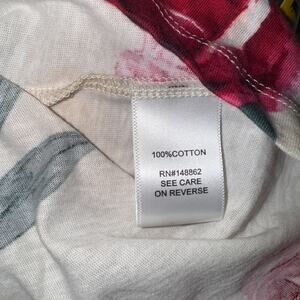 100%COTTON
RN#148862
SEE CARE
ON REVERSE